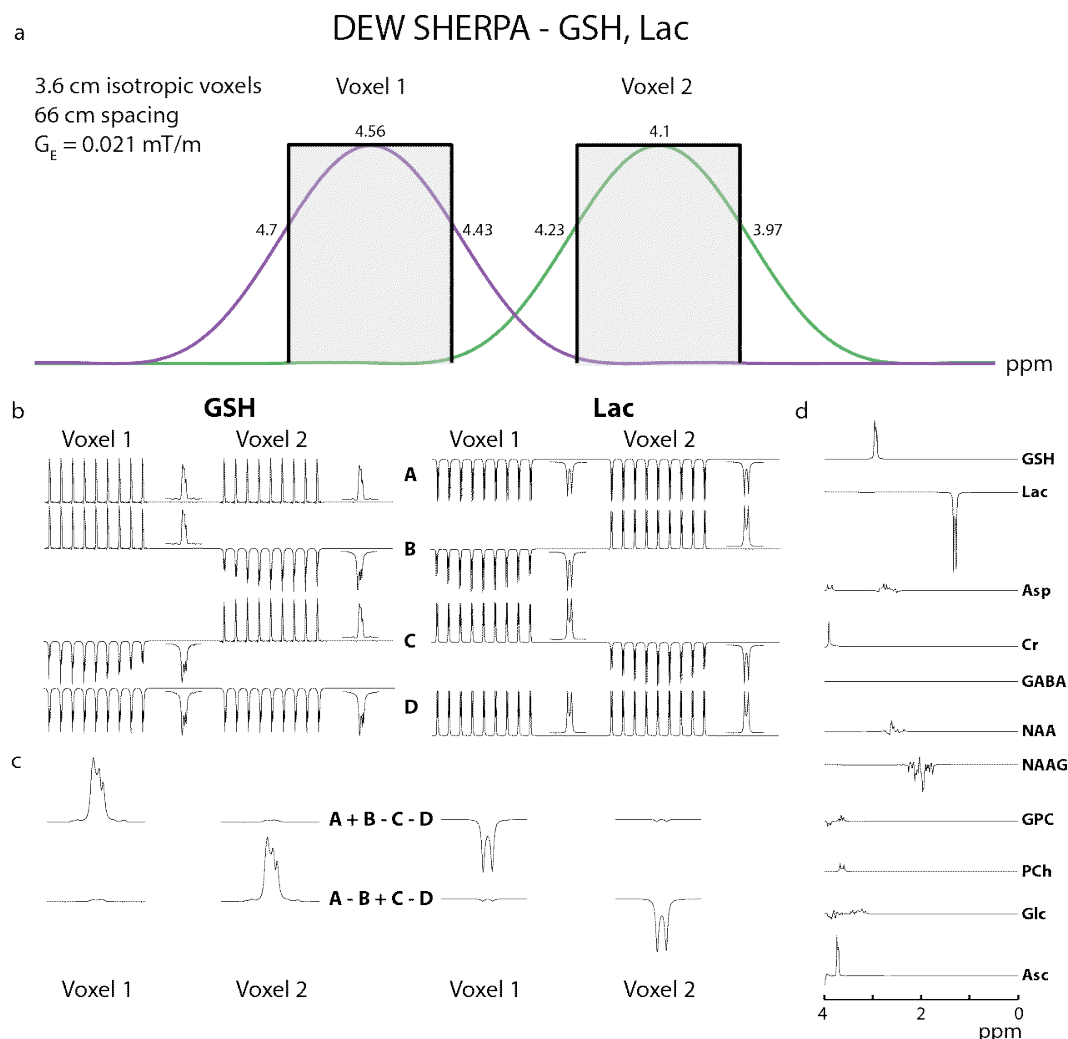 a
DEW SHERPA - GSH, Lac
3.6 cm isotropic voxels
66 cm spacing
GE = 0.021 mT/m
Voxel 1
Voxel 2
4.56
4.1
4.7
4.43
4.23
3.97
ppm
b
GSH
Lac
Voxel 1
Voxel 2
Voxel 1
Voxel 2
A
B
C
D
c
A + B - C - D
A - B + C - D
Voxel 1
Voxel 2
Voxel 1
Voxel 2
d
GSH
Lac
Asp
Cr
GABA
NAA
NAAG
GPC
PCh
Glc
Asc
4
2
0
ppm